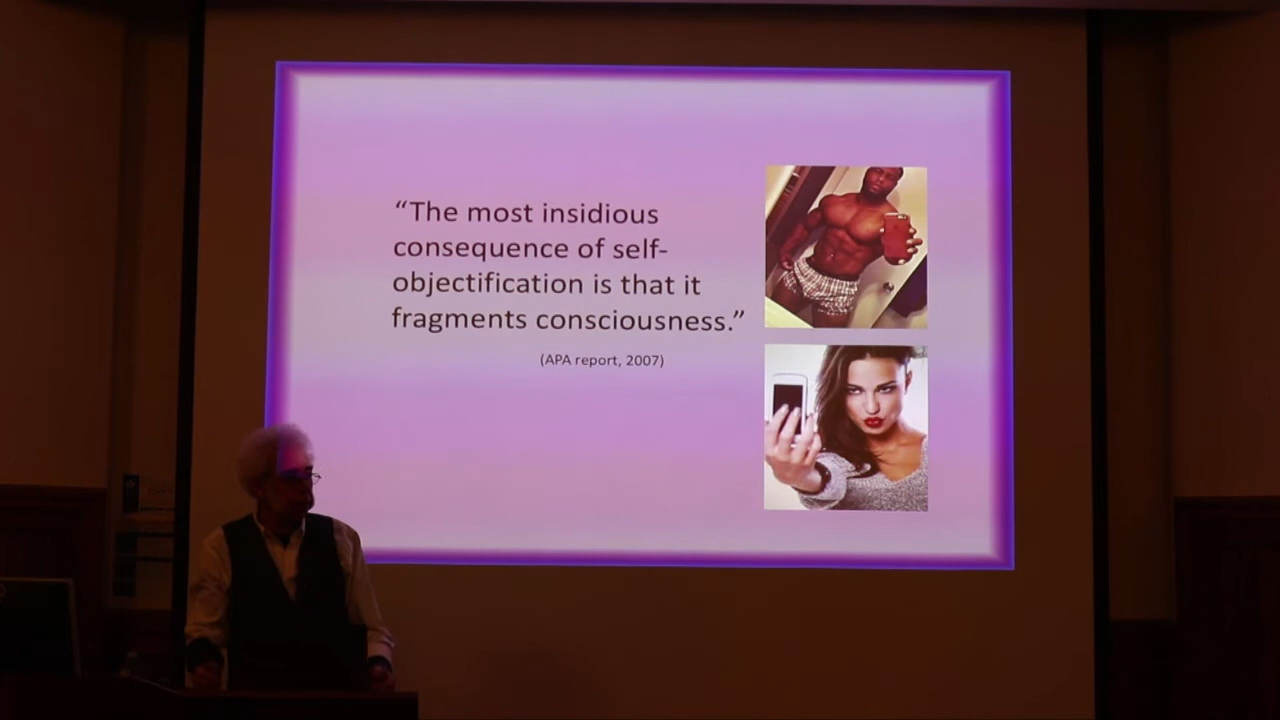 “The most insidious
consequence of self-
objectification is that it
fragments consciousness.”
(APA report, 2007)